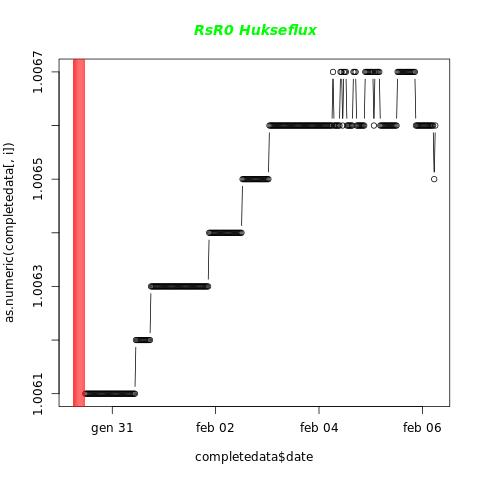 RsR0 Hukseflux
as.numeric(completedata[, i])
1.0067
1.0065
1.0063
1.0061
gen 31
feb 02
feb 04
feb 06
completedata$date